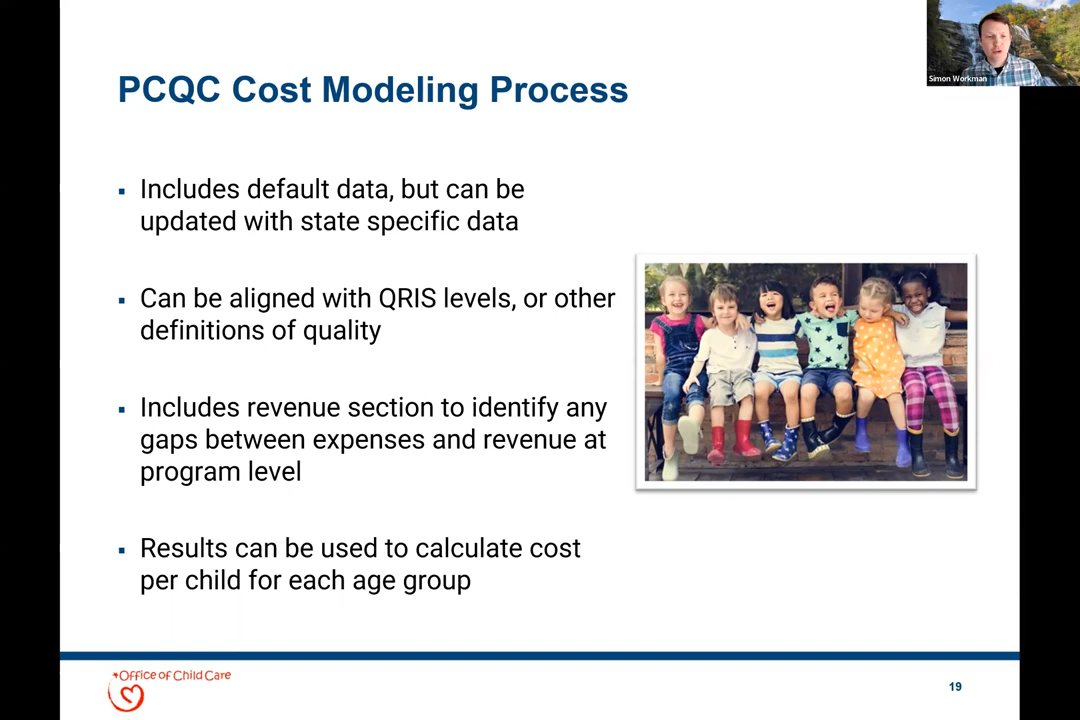 Simon Workman
PCQC Cost Modeling Process
▪ Includes default data, but can be
updated with state specific data
▪ Can be aligned with QRIS levels, or other
definitions of quality
▪ Includes revenue section to identify any
gaps between expenses and revenue at
program level
▪ Results can be used to calculate cost
per child for each age group
Office of Child Care
19